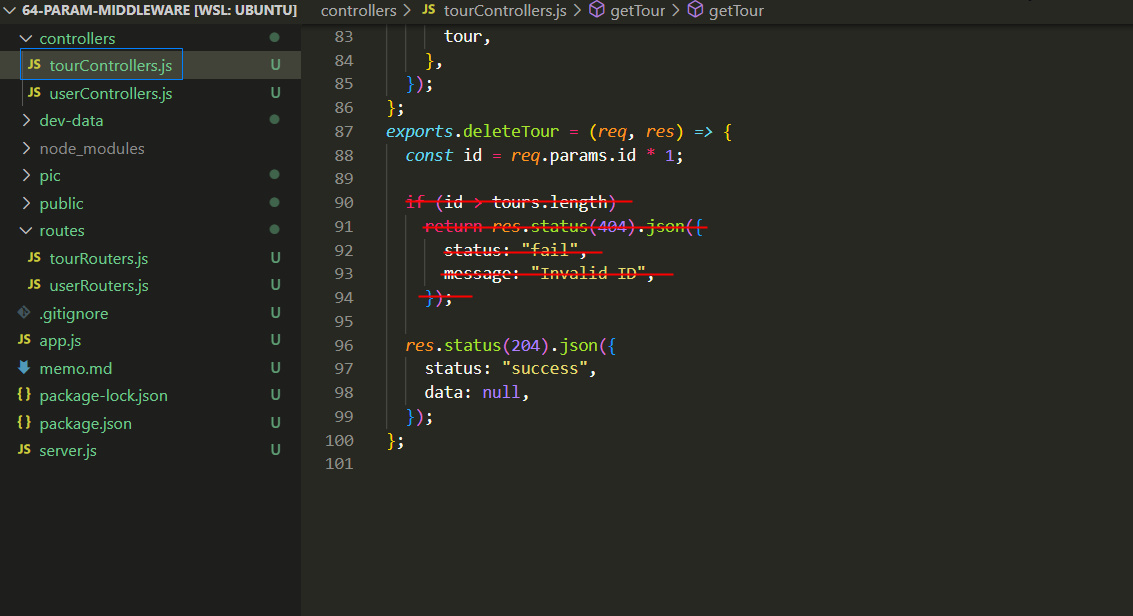 64-PARAM-MIDDLEWARE [WSL: UBUNTU]
controllers
JS tourControllers.js U
JS userControllers.js U
dev-data
node_modules
pic
public
routes
JS tourRouters.js U
JS userRouters.js U
.gitignore U
JS app.js U
memo.md U
{} package-lock.json U
{} package.json U
JS server.js U
controllers > JS tourControllers.js > getTour > getTour
83 tour,
84 },
85 });
86 };
87 exports.deleteTour = (req, res) => {
88 const id = req.params.id * 1;
89
90 if (id > tours.length)
91 return res.status(404).json({
92 status: "fail",
93 message: "Invalid ID",
94 });
95
96 res.status(204).json({
97 status: "success",
98 data: null,
99 });
100 };
101